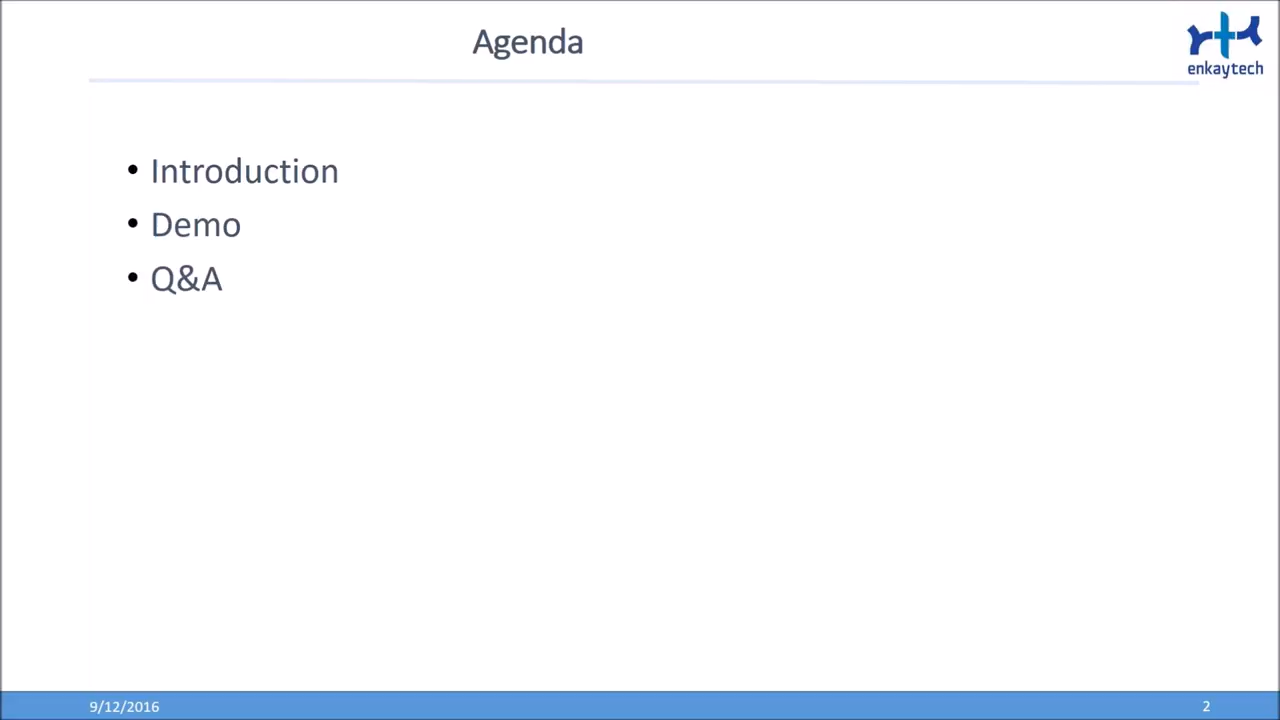 Agenda
enkaytech
• Introduction
• Demo
• Q&A
9/12/2016
2